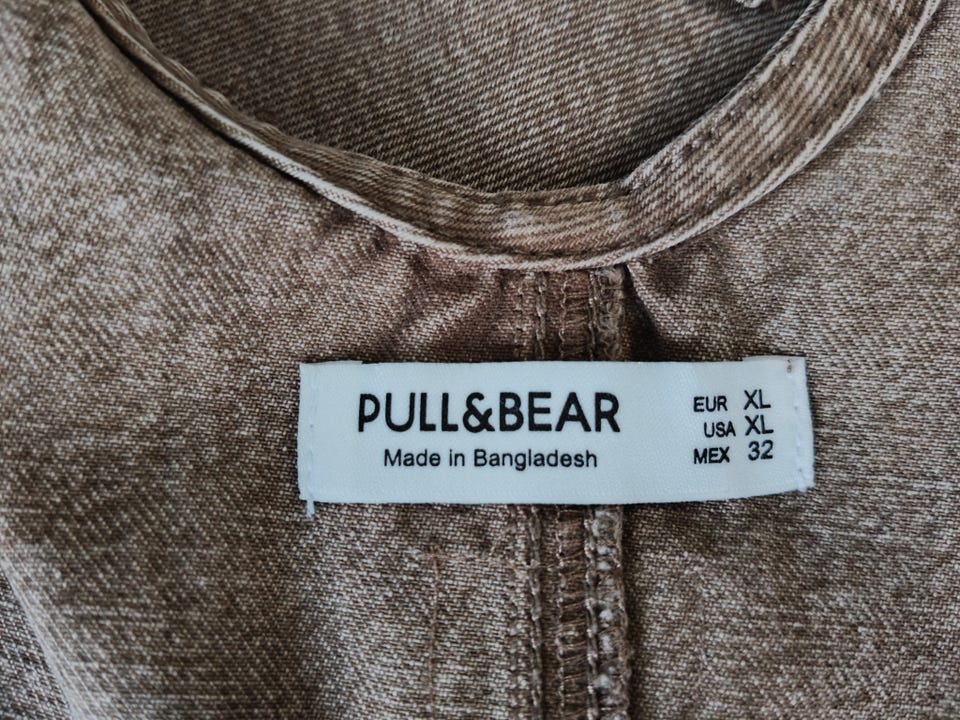 PULL&BEAR
Made in Bangladesh
EUR XL
USA XL
MEX 32